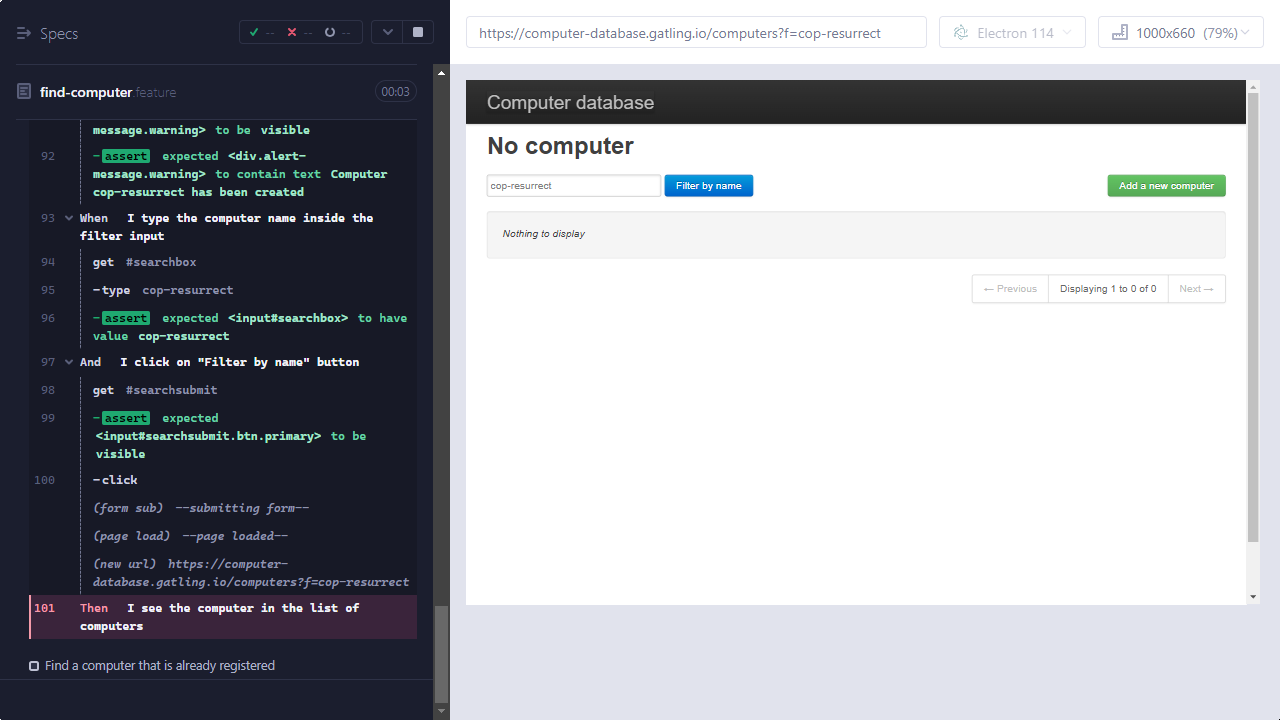 Specs
--
--
--
find-computer.feature
00:03
message.warning> to be visible
92
-assert expected <div.alert-
message.warning> to contain text Computer
cop-resurrect has been created
93
When I type the computer name inside the
filter input
94
get #searchbox
95
-type cop-resurrect
96
-assert expected <input#searchbox> to have
value cop-resurrect
97
And I click on "Filter by name" button
98
get #searchsubmit
99
-assert expected
<input#searchsubmit.btn.primary> to be
visible
100
-click
(form sub) --submitting form--
(page load) --page loaded--
(new url) https://computer-
database.gatling.io/computers?f=cop-resurrect
101
Then I see the computer in the list of
computers
Find a computer that is already registered
https://computer-database.gatling.io/computers?f=cop-resurrect
Electron 114
1000x660 (79%)
Computer database
No computer
cop-resurrect
Filter by name
Add a new computer
Nothing to display
← Previous
Displaying 1 to 0 of 0
Next →